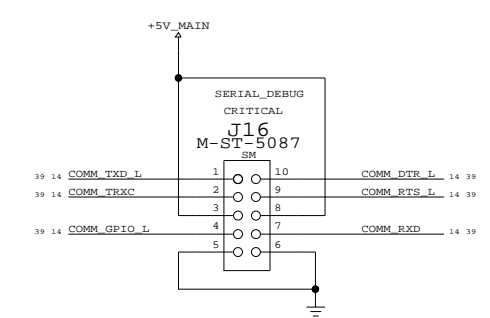 +5V_MAIN
SERIAL_DEBUG
CRITICAL
J16
M-ST-5087
SM
39 14 COMM_TXD_L 1 10 COMM_DTR_L 14 39
39 14 COMM_TRXC 2 9 COMM_RTS_L 14 39
3 8
39 14 COMM_GPIO_L 4 7 COMM_RXD 14 39
5 6